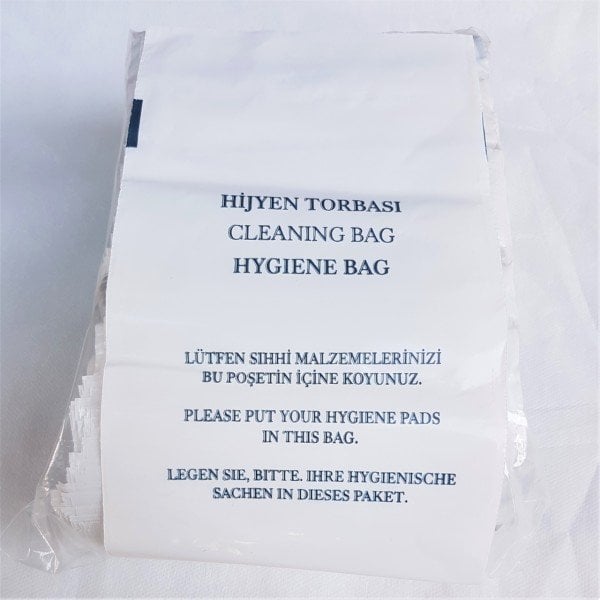 HİJYEN TORBASI
CLEANING BAG
HYGIENE BAG
LÜTFEN SIHHİ MALZEMELERİNİZİ
BU POŞETİN İÇİNE KOYUNUZ.
PLEASE PUT YOUR HYGIENE PADS
IN THIS BAG.
LEGEN SIE, BITTE. IHRE HYGIENISCHE
SACHEN IN DIESES PAKET.